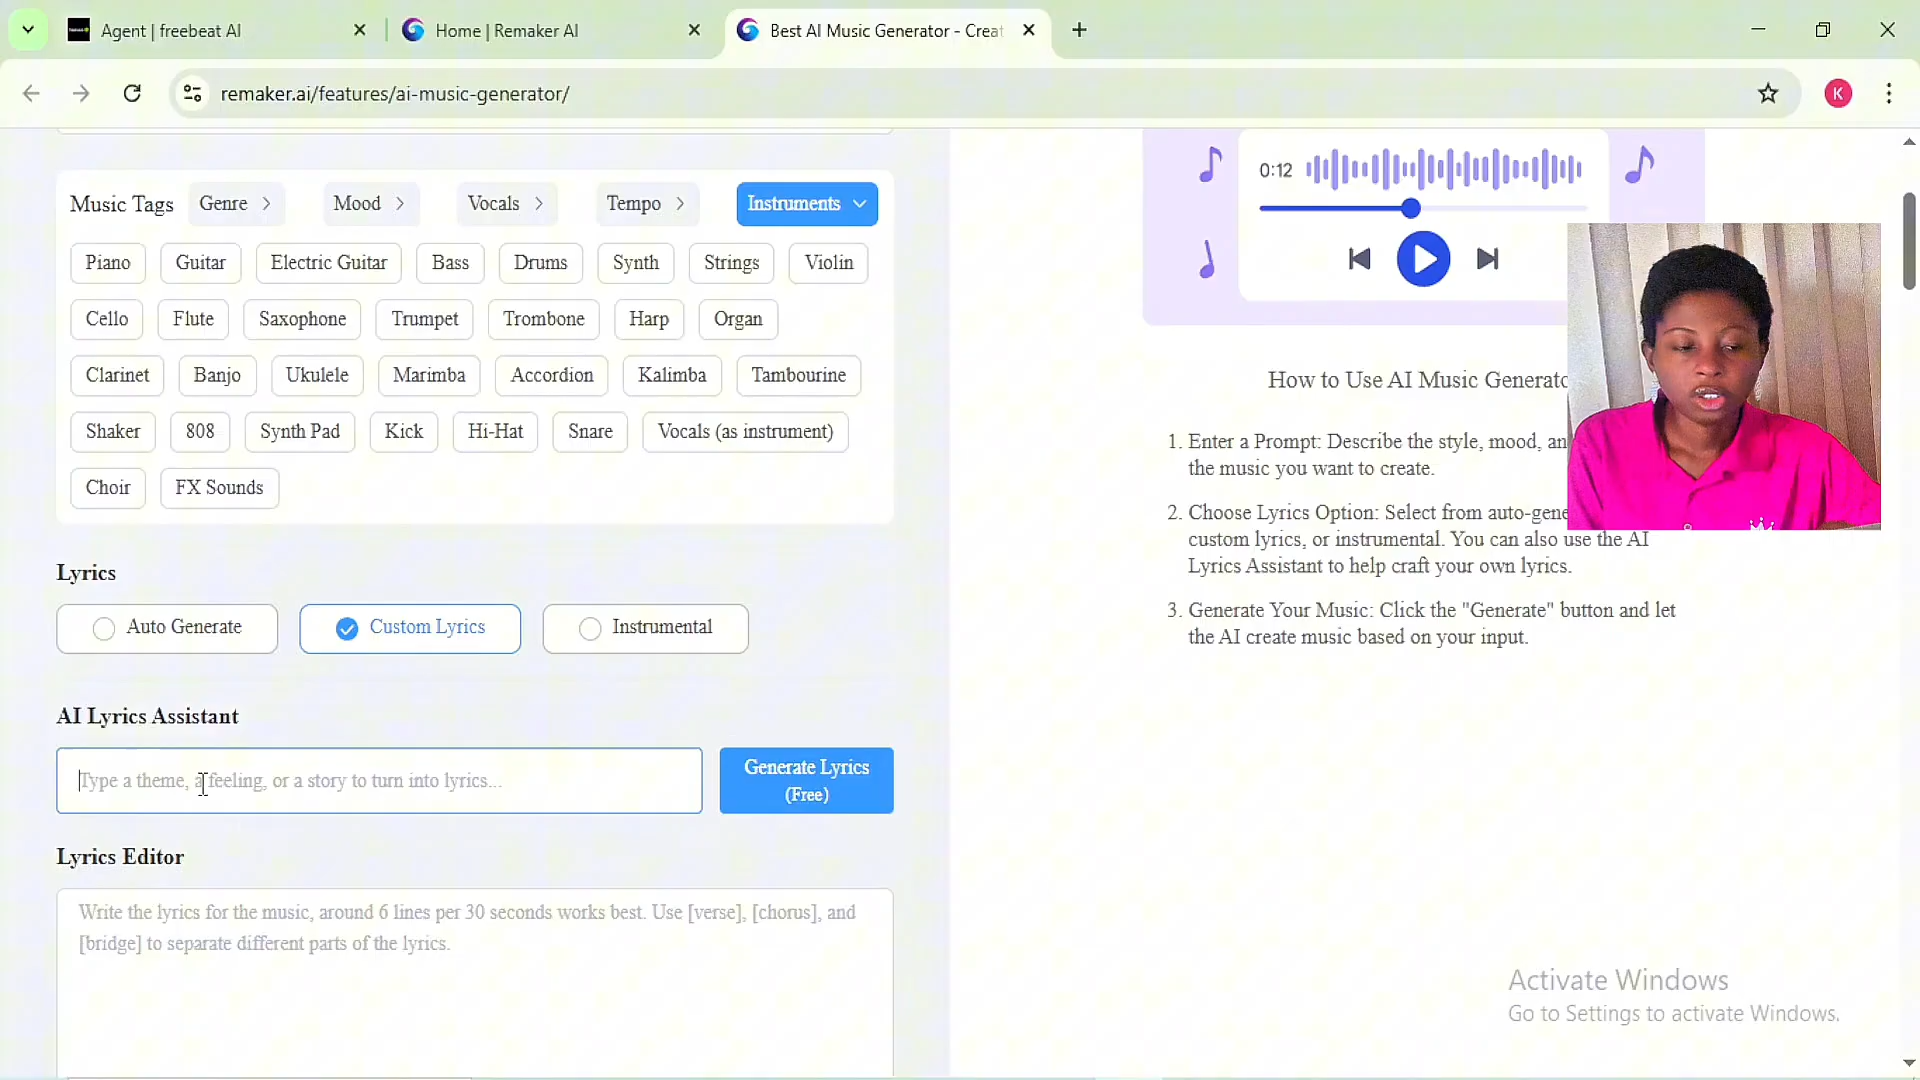 Agent | freebeat AI
Home | Remaker AI
Best AI Music Generator - Creat
remaker.ai/features/ai-music-generator/
K
Music Tags
Genre
Mood
Vocals
Tempo
Instruments
Piano
Guitar
Electric Guitar
Bass
Drums
Synth
Strings
Violin
Cello
Flute
Saxophone
Trumpet
Trombone
Harp
Organ
Clarinet
Banjo
Ukulele
Marimba
Accordion
Kalimba
Tambourine
Shaker
808
Synth Pad
Kick
Hi-Hat
Snare
Vocals (as instrument)
Choir
FX Sounds
Lyrics
Auto Generate
Custom Lyrics
Instrumental
AI Lyrics Assistant
Type a theme, a feeling, or a story to turn into lyrics...
Generate Lyrics
(Free)
Lyrics Editor
Write the lyrics for the music, around 6 lines per 30 seconds works best. Use [verse], [chorus], and
[bridge] to separate different parts of the lyrics.
0:12
How to Use AI Music Generato
1. Enter a Prompt: Describe the style, mood, an
the music you want to create.
2. Choose Lyrics Option: Select from auto-gene
custom lyrics, or instrumental. You can also use the AI
Lyrics Assistant to help craft your own lyrics.
3. Generate Your Music: Click the "Generate" button and let
the AI create music based on your input.
Activate Windows
Go to Settings to activate Windows.